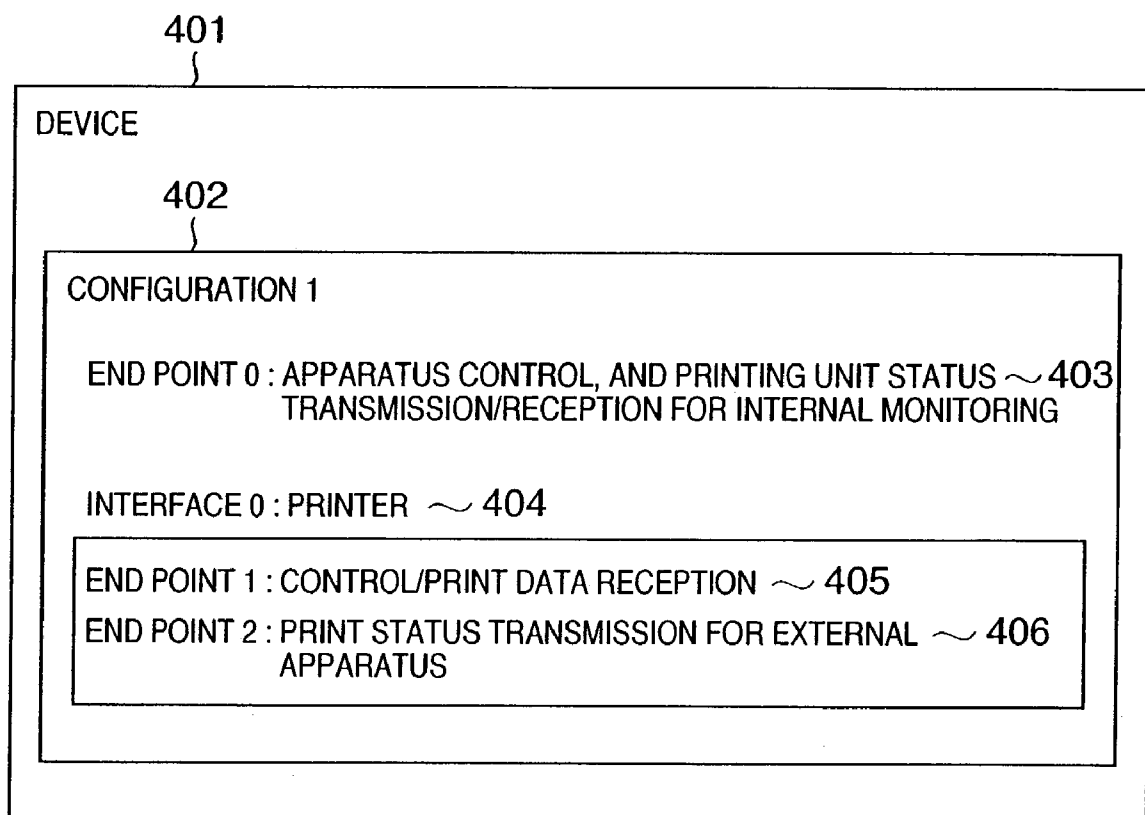 401
DEVICE
402
CONFIGURATION 1
END POINT 0 : APPARATUS CONTROL, AND PRINTING UNIT STATUS ~ 403
TRANSMISSION/RECEPTION FOR INTERNAL MONITORING
INTERFACE 0 : PRINTER ~ 404
END POINT 1 : CONTROL/PRINT DATA RECEPTION ~ 405
END POINT 2 : PRINT STATUS TRANSMISSION FOR EXTERNAL ~ 406
APPARATUS